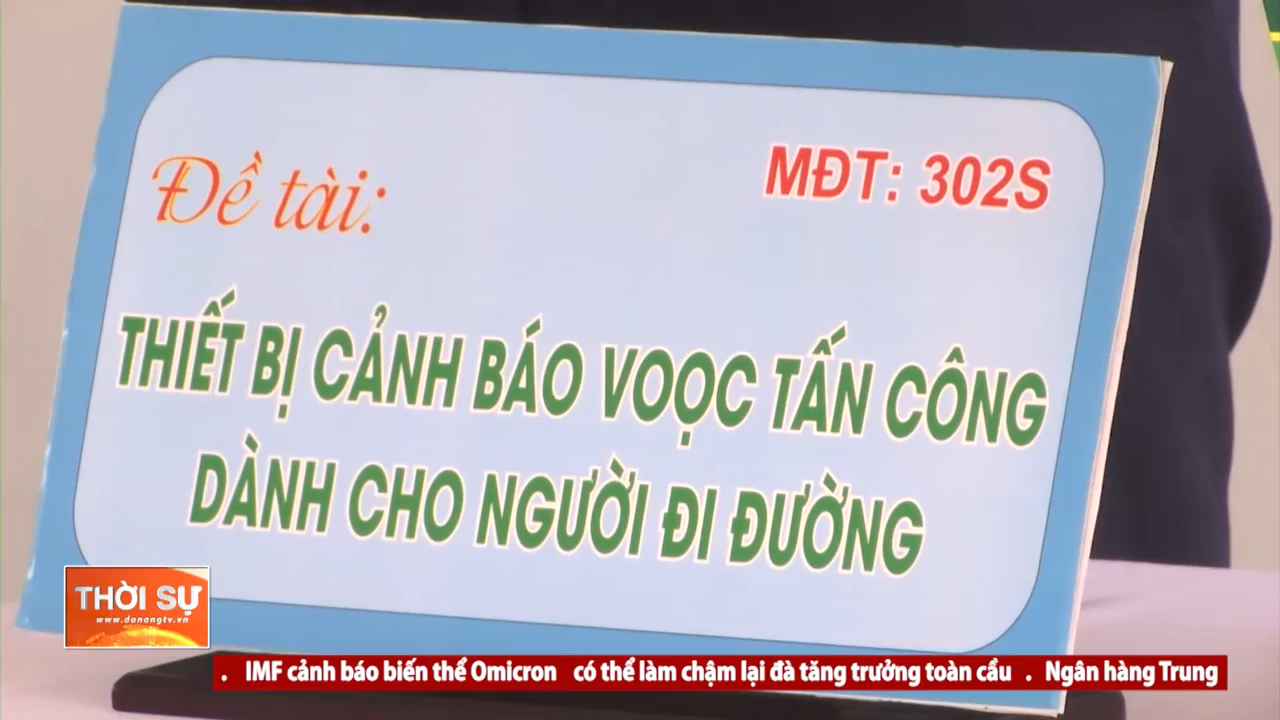 Đề tài:
MĐT: 302S
THIẾT BỊ CẢNH BÁO VOỌC TẤN CÔNG
DÀNH CHO NGƯỜI ĐI ĐƯỜNG
THỜI SỰ
www.danangtv.vn
. IMF cảnh báo biến thể Omicron có thể làm chậm lại đà tăng trưởng toàn cầu . Ngân hàng Trung